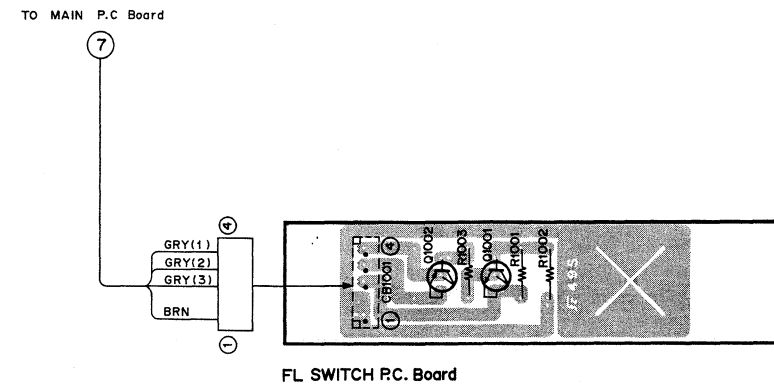 TO MAIN P.C Board
7
4
GRY(1)
GRY(2)
GRY(3)
BRN
1
4
1
CB1001
Q1002
R1003
Q1001
R1001
R1002
FL SWITCH P.C. Board